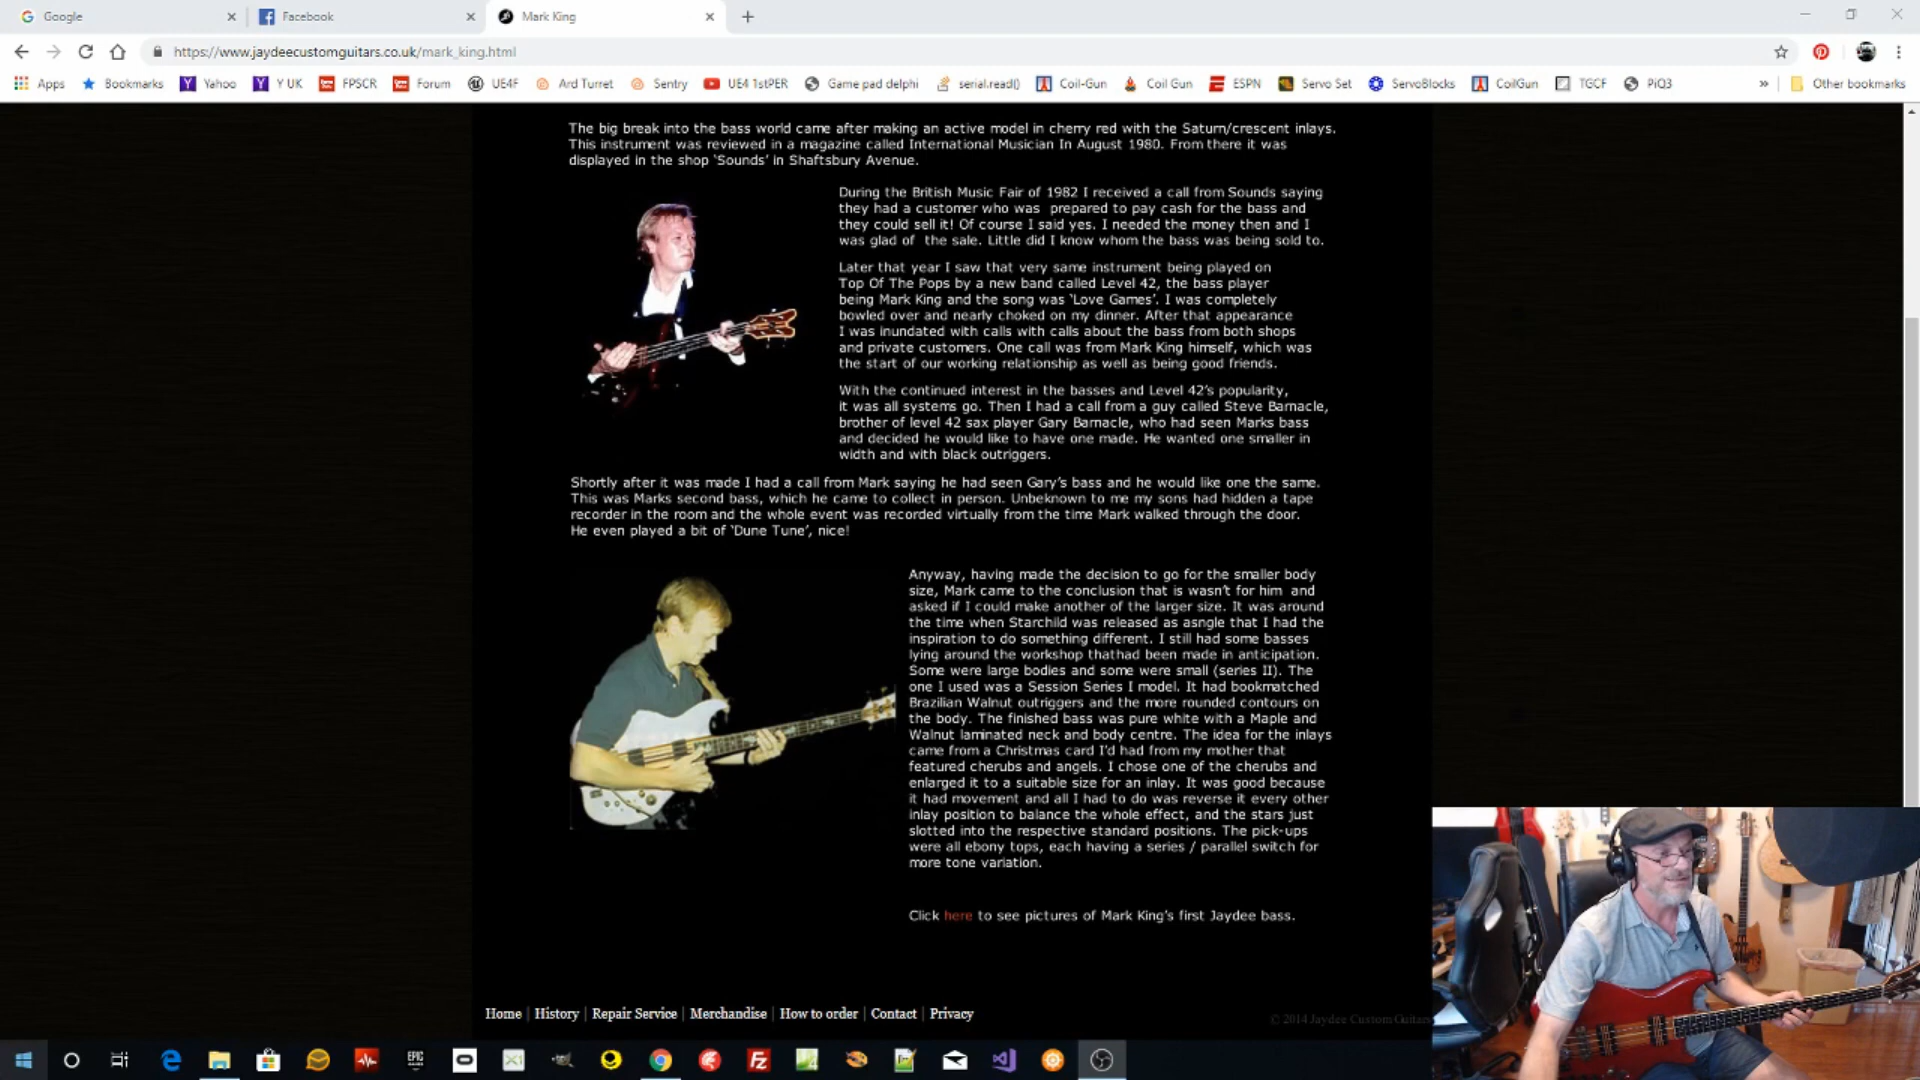 Google
Facebook
Mark King
https://www.jaydeecustomguitars.co.uk/mark_king.html
Apps Bookmarks Yahoo Y UK FPSCR Forum UE4F Ard Turret Sentry UE4 1stPER Game pad delphi serial.read() Coil-Gun Coil Gun ESPN Servo Set ServoBlocks CoilGun TGCF PiQ3 » Other bookmarks
The big break into the bass world came after making an active model in cherry red with the Saturn/crescent inlays.
This instrument was reviewed in a magazine called International Musician In August 1980. From there it was
displayed in the shop ‘Sounds’ in Shaftsbury Avenue.
During the British Music Fair of 1982 I received a call from Sounds saying
they had a customer who was prepared to pay cash for the bass and
they could sell it! Of course I said yes. I needed the money then and I
was glad of the sale. Little did I know whom the bass was being sold to.
Later that year I saw that very same instrument being played on
Top Of The Pops by a new band called Level 42, the bass player
being Mark King and the song was ‘Love Games’. I was completely
bowled over and nearly choked on my dinner. After that appearance
I was inundated with calls with calls about the bass from both shops
and private customers. One call was from Mark King himself, which was
the start of our working relationship as well as being good friends.
With the continued interest in the basses and Level 42’s popularity,
it was all systems go. Then I had a call from a guy called Steve Barnacle,
brother of level 42 sax player Gary Barnacle, who had seen Marks bass
and decided he would like to have one made. He wanted one smaller in
width and with black outriggers.
Shortly after it was made I had a call from Mark saying he had seen Gary’s bass and he would like one the same.
This was Marks second bass, which he came to collect in person. Unbeknown to me my sons had hidden a tape
recorder in the room and the whole event was recorded virtually from the time Mark walked through the door.
He even played a bit of ‘Dune Tune’, nice!
Anyway, having made the decision to go for the smaller body
size, Mark came to the conclusion that is wasn’t for him and
asked if I could make another of the larger size. It was around
the time when Starchild was released as asngle that I had the
inspiration to do something different. I still had some basses
lying around the workshop thathad been made in anticipation.
Some were large bodies and some were small (series II). The
one I used was a Session Series I model. It had bookmatched
Brazilian Walnut outriggers and the more rounded contours on
the body. The finished bass was pure white with a Maple and
Walnut laminated neck and body centre. The idea for the inlays
came from a Christmas card I’d had from my mother that
featured cherubs and angels. I chose one of the cherubs and
enlarged it to a suitable size for an inlay. It was good because
it had movement and all I had to do was reverse it every other
inlay position to balance the whole effect, and the stars just
slotted into the respective standard positions. The pick-ups
were all ebony tops, each having a series / parallel switch for
more tone variation.
Click here to see pictures of Mark King’s first Jaydee bass.
Home | History | Repair Service | Merchandise | How to order | Contact | Privacy
© 2014 Jaydee Custom Guitars
EPIC